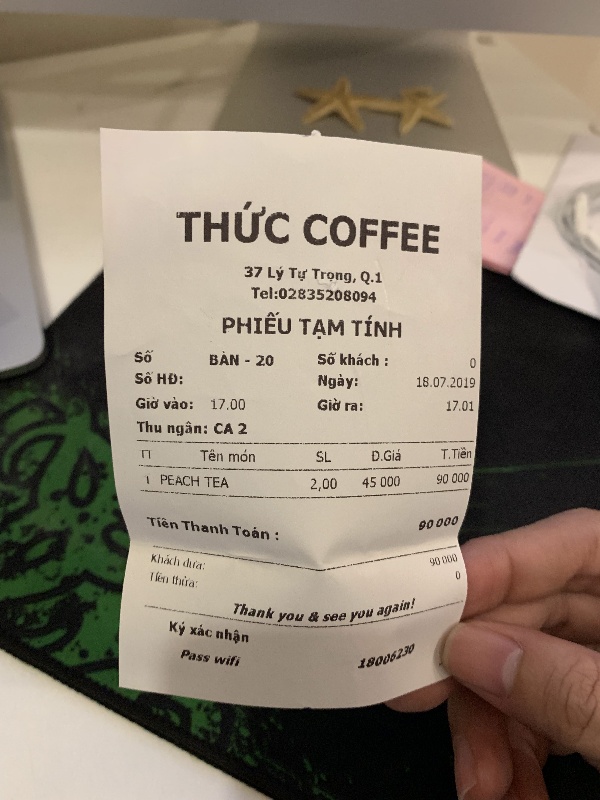 THỨC COFFEE
37 Lý Tự Trọng, Q.1
Tel:02835208094
PHIẾU TẠM TÍNH
Số BÀN - 20 Số khách : 0
Số HĐ: Ngày: 18.07.2019
Giờ vào: 17.00 Giờ ra: 17.01
Thu ngân: CA 2
TT Tên món SL Đ.Giá T.Tiền
1 PEACH TEA 2,00 45 000 90 000
Tiền Thanh Toán : 90 000
Khách đưa: 90 000
Tiền thừa: 0
Thank you & see you again!
Ký xác nhận
Pass wifi 18006230